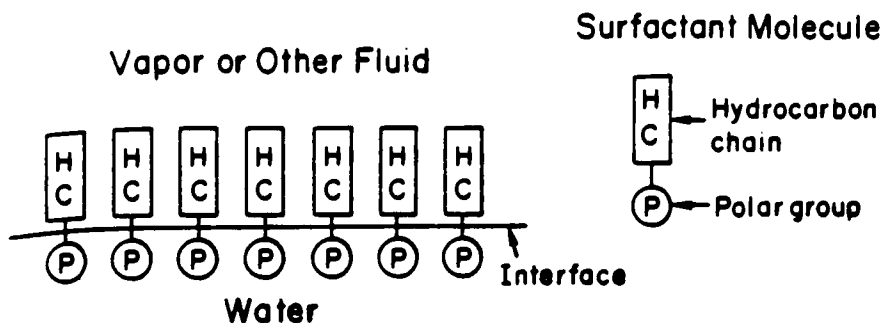 Surfactant Molecule
Vapor or Other Fluid
H H H H H H H
C C C C C C C
P P P P P P P
Interface
Water
H
C
Hydrocarbon
chain
P
Polar group